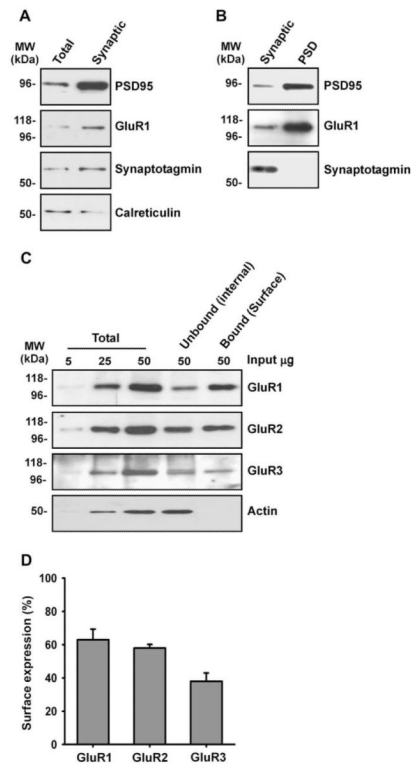 A
MW
(kDa)
Total
Synaptic
96-
PSD95
118-
96-
GluR1
50-
Synaptotagmin
50-
Calreticulin
B
MW
(kDa)
Synaptic
PSD
96-
PSD95
118-
96-
GluR1
50-
Synaptotagmin
C
MW
(kDa)
Total
Unbound (internal)
Bound (Surface)
5 25 50 50 50 Input µg
118-
96-
GluR1
118-
96-
GluR2
118-
96-
GluR3
50-
Actin
D
Surface expression (%)
100
80
60
40
20
0
GluR1 GluR2 GluR3